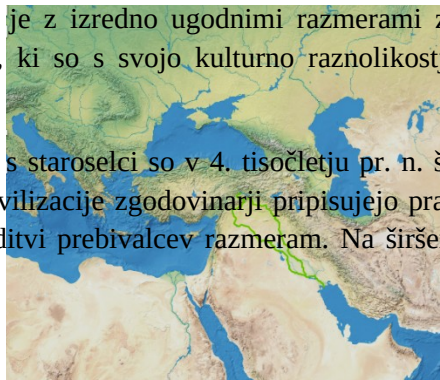 je z izredno ugodnimi razmerami
ki so s svojo kulturno raznolikostj
s staroselci so v 4. tisočletju pr. n. š
vilizacije zgodovinarji pripisujejo pra
ditvi prebivalcev razmeram. Na širše